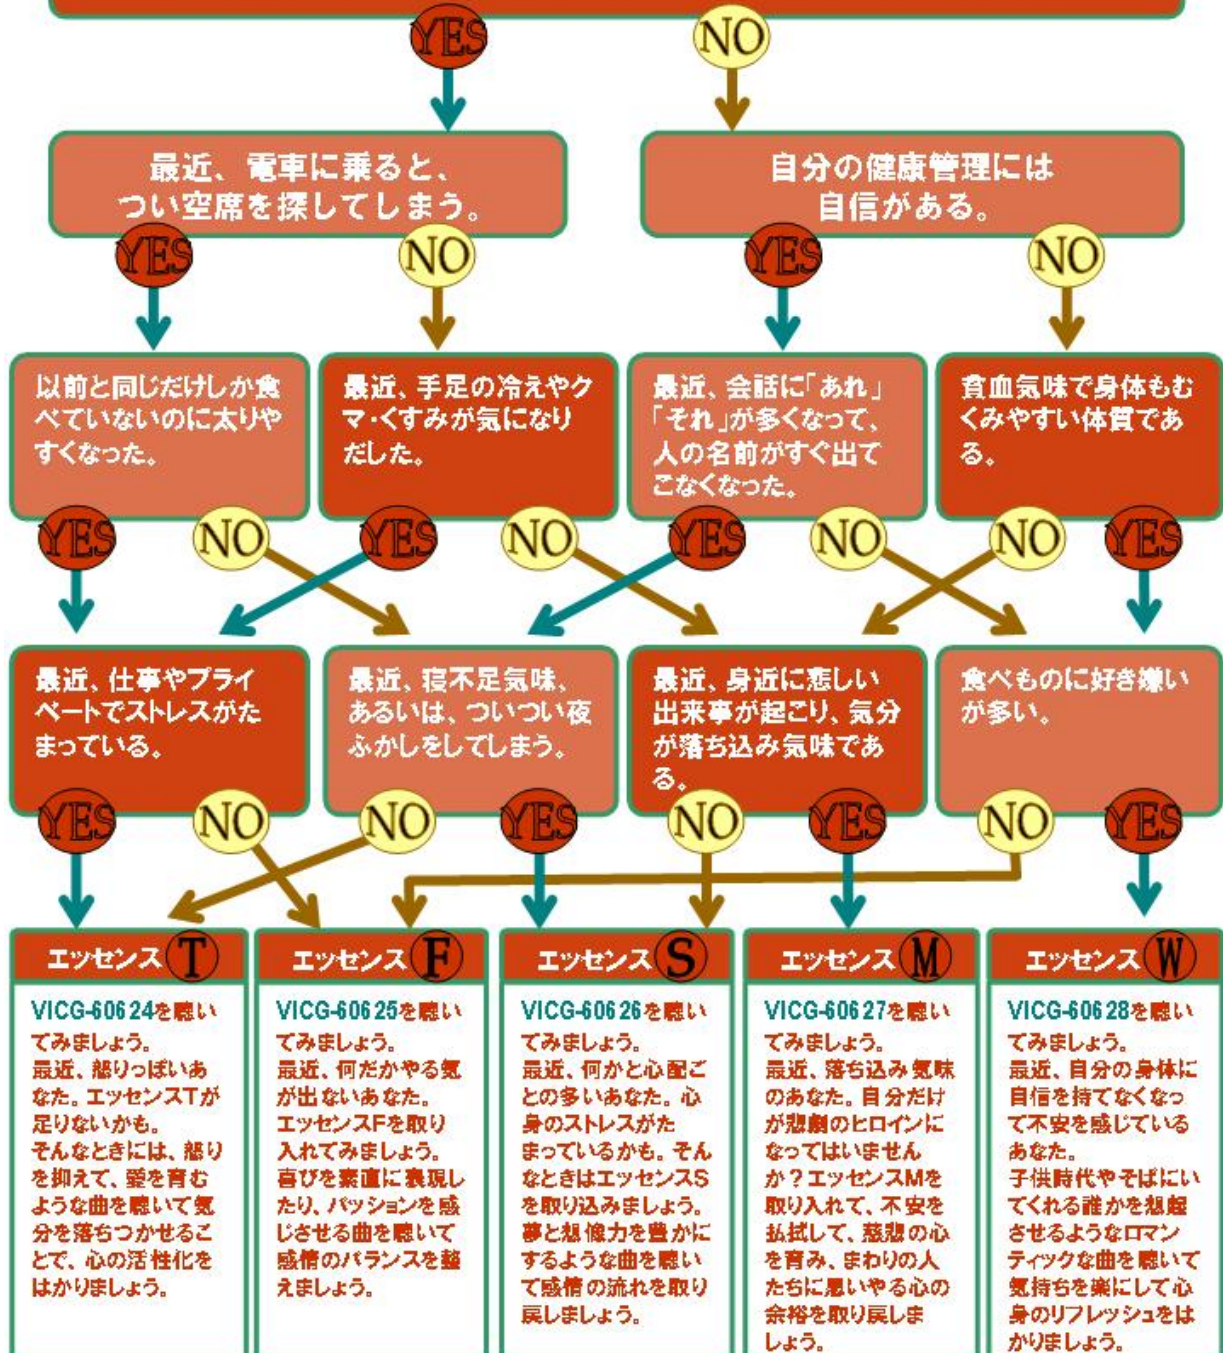 YES
NO
最近、電車に乗ると、
つい空席を探してしまう。
自分の健康管理には
自信がある。
YES
NO
YES
NO
以前と同じだけしか食
べていないのに太りや
すくなった。
最近、手足の冷えやク
マ・くすみが気になり
だした。
最近、会話に「あれ」
「それ」が多くなって、
人の名前がすぐ出て
こなくなった。
貧血気味で身体もむ
くみやすい体質であ
る。
YES
NO
YES
NO
YES
NO
NO
YES
最近、仕事やプライ
ベートでストレスがた
まっている。
最近、寝不足気味、
あるいは、ついつい夜
ふかしをしてしまう。
最近、身近に悲しい
出来事が起こり、気分
が落ち込み気味であ
る。
食べものに好き嫌い
が多い。
YES
NO
NO
YES
NO
YES
NO
YES
エッセンス T
VICG-60624を聴い
てみましょう。
最近、怒りっぽいあ
なた。エッセンスTが
足りないかも。
そんなときには、怒り
を抑えて、愛を育む
ような曲を聴いて気
分を落ちつかせるこ
とで、心の活性化を
はかりましょう。
エッセンス F
VICG-60625を聴い
てみましょう。
最近、何だかやる気
が出ないあなた。
エッセンスFを取り
入れてみましょう。
喜びを素直に表現し
たり、パッションを感
じさせる曲を聴いて
感情のバランスを整
えましょう。
エッセンス S
VICG-60626を聴い
てみましょう。
最近、何かと心配ご
との多いあなた。心
身のストレスがた
まっているかも。そん
なときはエッセンスS
を取り込みましょう。
夢と想像力を豊かに
するような曲を聴い
て感情の流れを取り
戻しましょう。
エッセンス M
VICG-60627を聴い
てみましょう。
最近、落ち込み気味
のあなた。自分だけ
が悲劇のヒロインに
なってはいません
か?エッセンスMを
取り入れて、不安を
払拭して、慈悲の心
を育み、まわりの人
たちに思いやる心の
余裕を取り戻しま
しょう。
エッセンス W
VICG-60628を聴い
てみましょう。
最近、自分の身体に
自信を持てなくなっ
て不安を感じている
あなた。
子供時代やそばにい
てくれる誰かを想起
させるようなロマン
ティックな曲を聴いて
気持ちを楽にして心
身のリフレッシュをは
かりましょう。